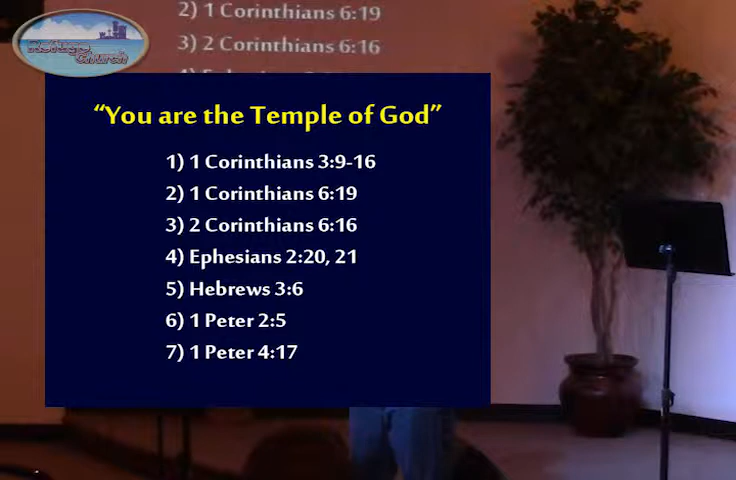 Refuge
Church
2) 1 Corinthians 6:19
3) 2 Corinthians 6:16
“You are the Temple of God”
1) 1 Corinthians 3:9-16
2) 1 Corinthians 6:19
3) 2 Corinthians 6:16
4) Ephesians 2:20, 21
5) Hebrews 3:6
6) 1 Peter 2:5
7) 1 Peter 4:17